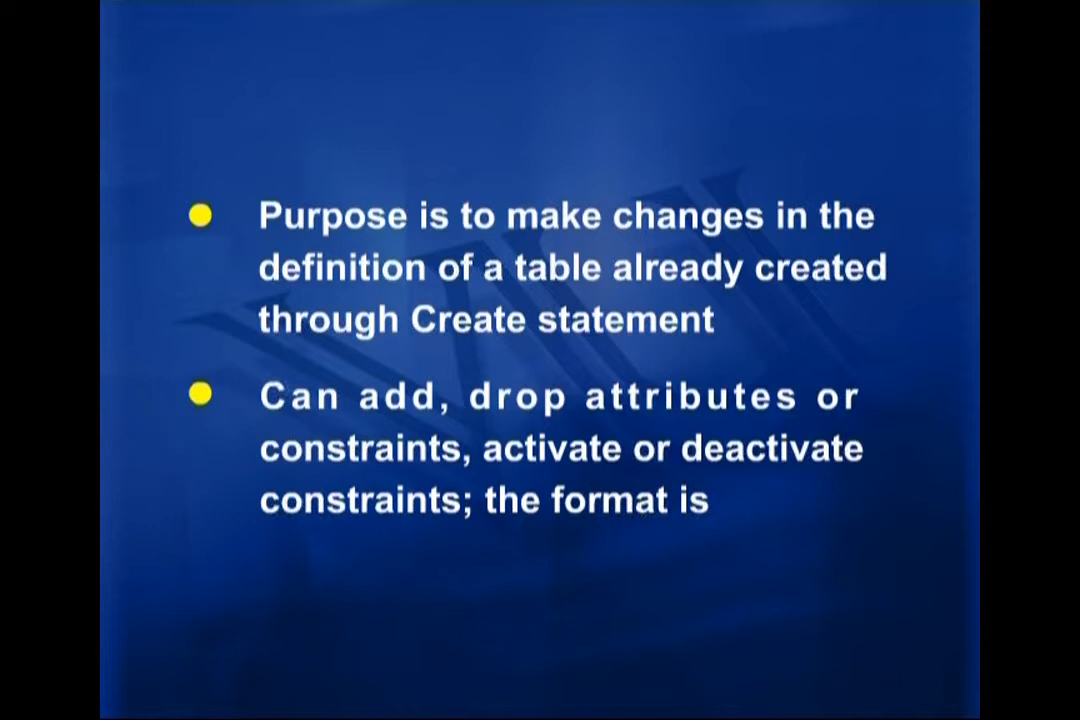 Purpose is to make changes in the
definition of a table already created
through Create statement
Can add, drop attributes or
constraints, activate or deactivate
constraints; the format is